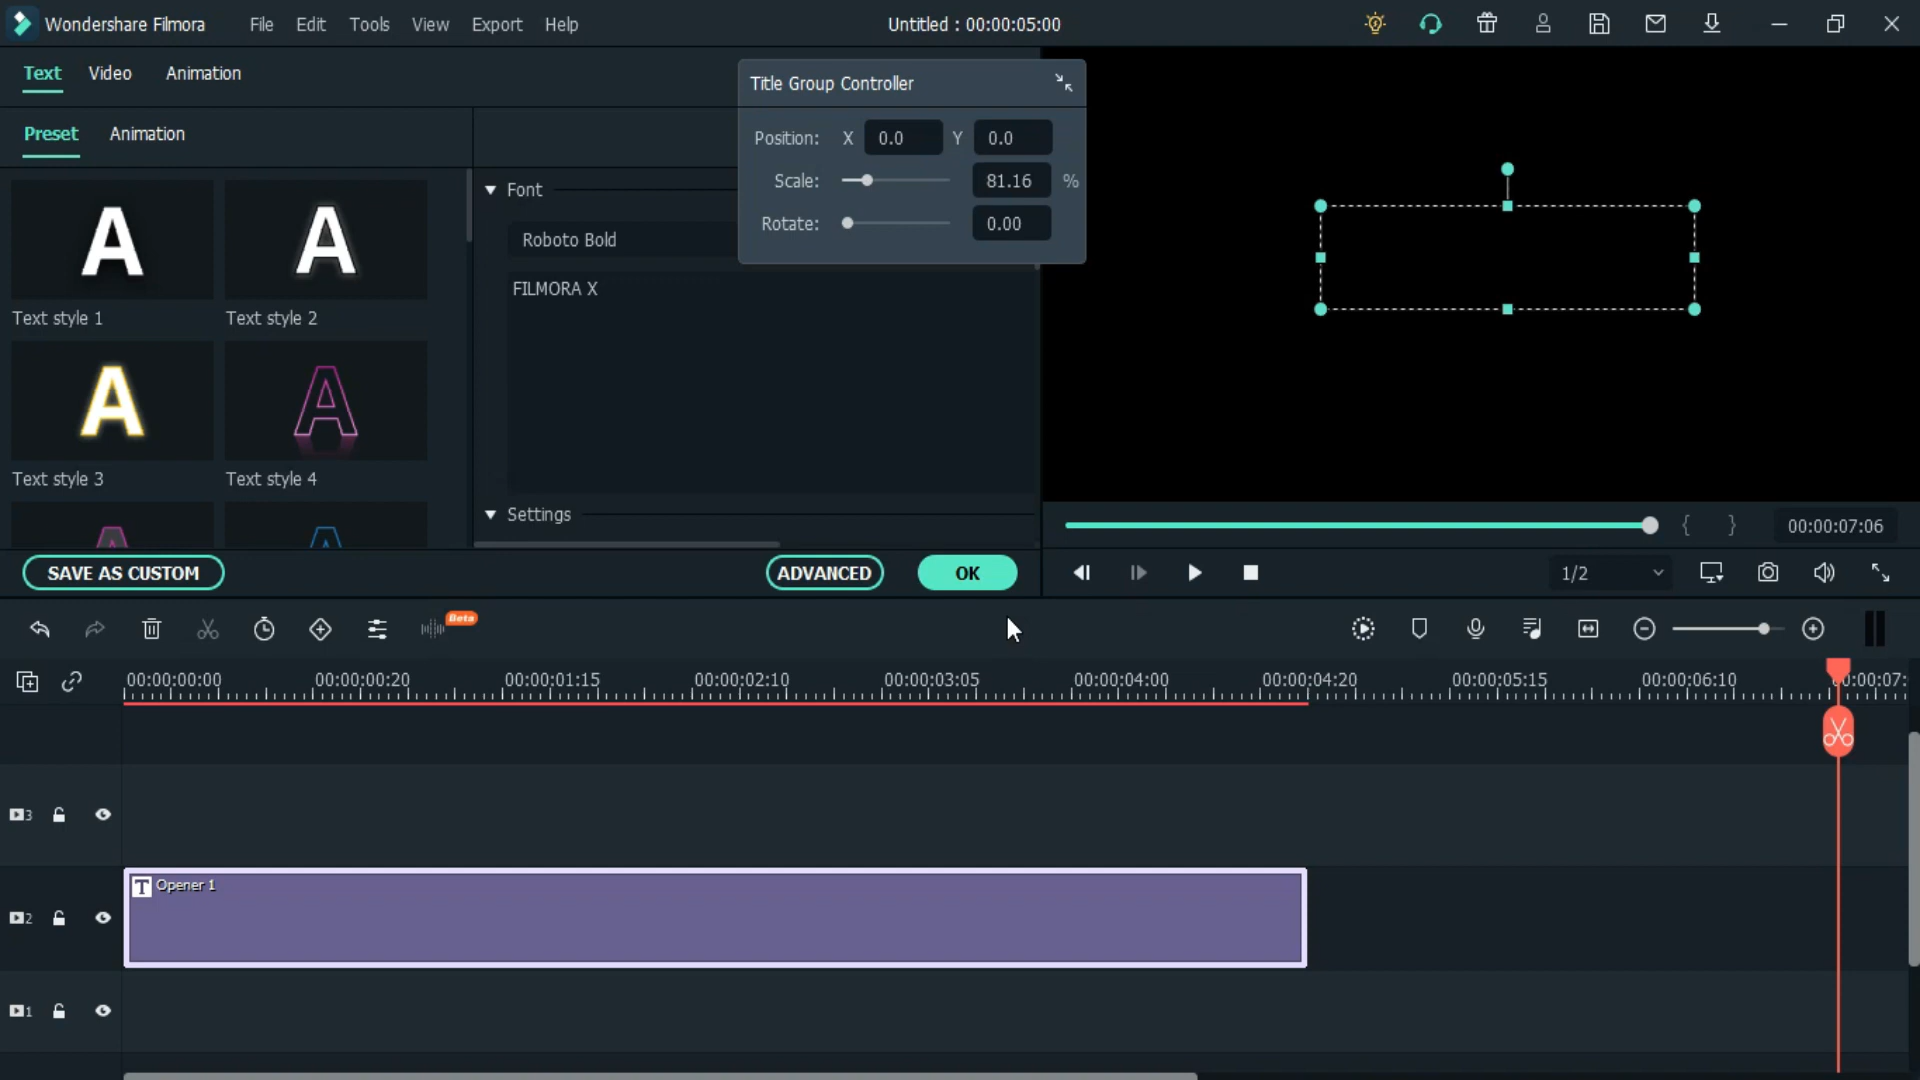 Wondershare Filmora File Edit Tools View Export Help Untitled : 00:00:05:00
Text Video Animation
Title Group Controller
Preset Animation
Position: X 0.0 Y 0.0
Scale: 81.16 %
Rotate: 0.00
Font
Roboto Bold
FILMORA X
A A
Text style 1 Text style 2
A A
Text style 3 Text style 4
Settings
00:00:07:06
SAVE AS CUSTOM ADVANCED OK
1/2
Beta
00:00:00:00 00:00:00:20 00:00:01:15 00:00:02:10 00:00:03:05 00:00:04:00 00:00:04:20 00:00:05:15 00:00:06:10
3
T Opener 1
2
1